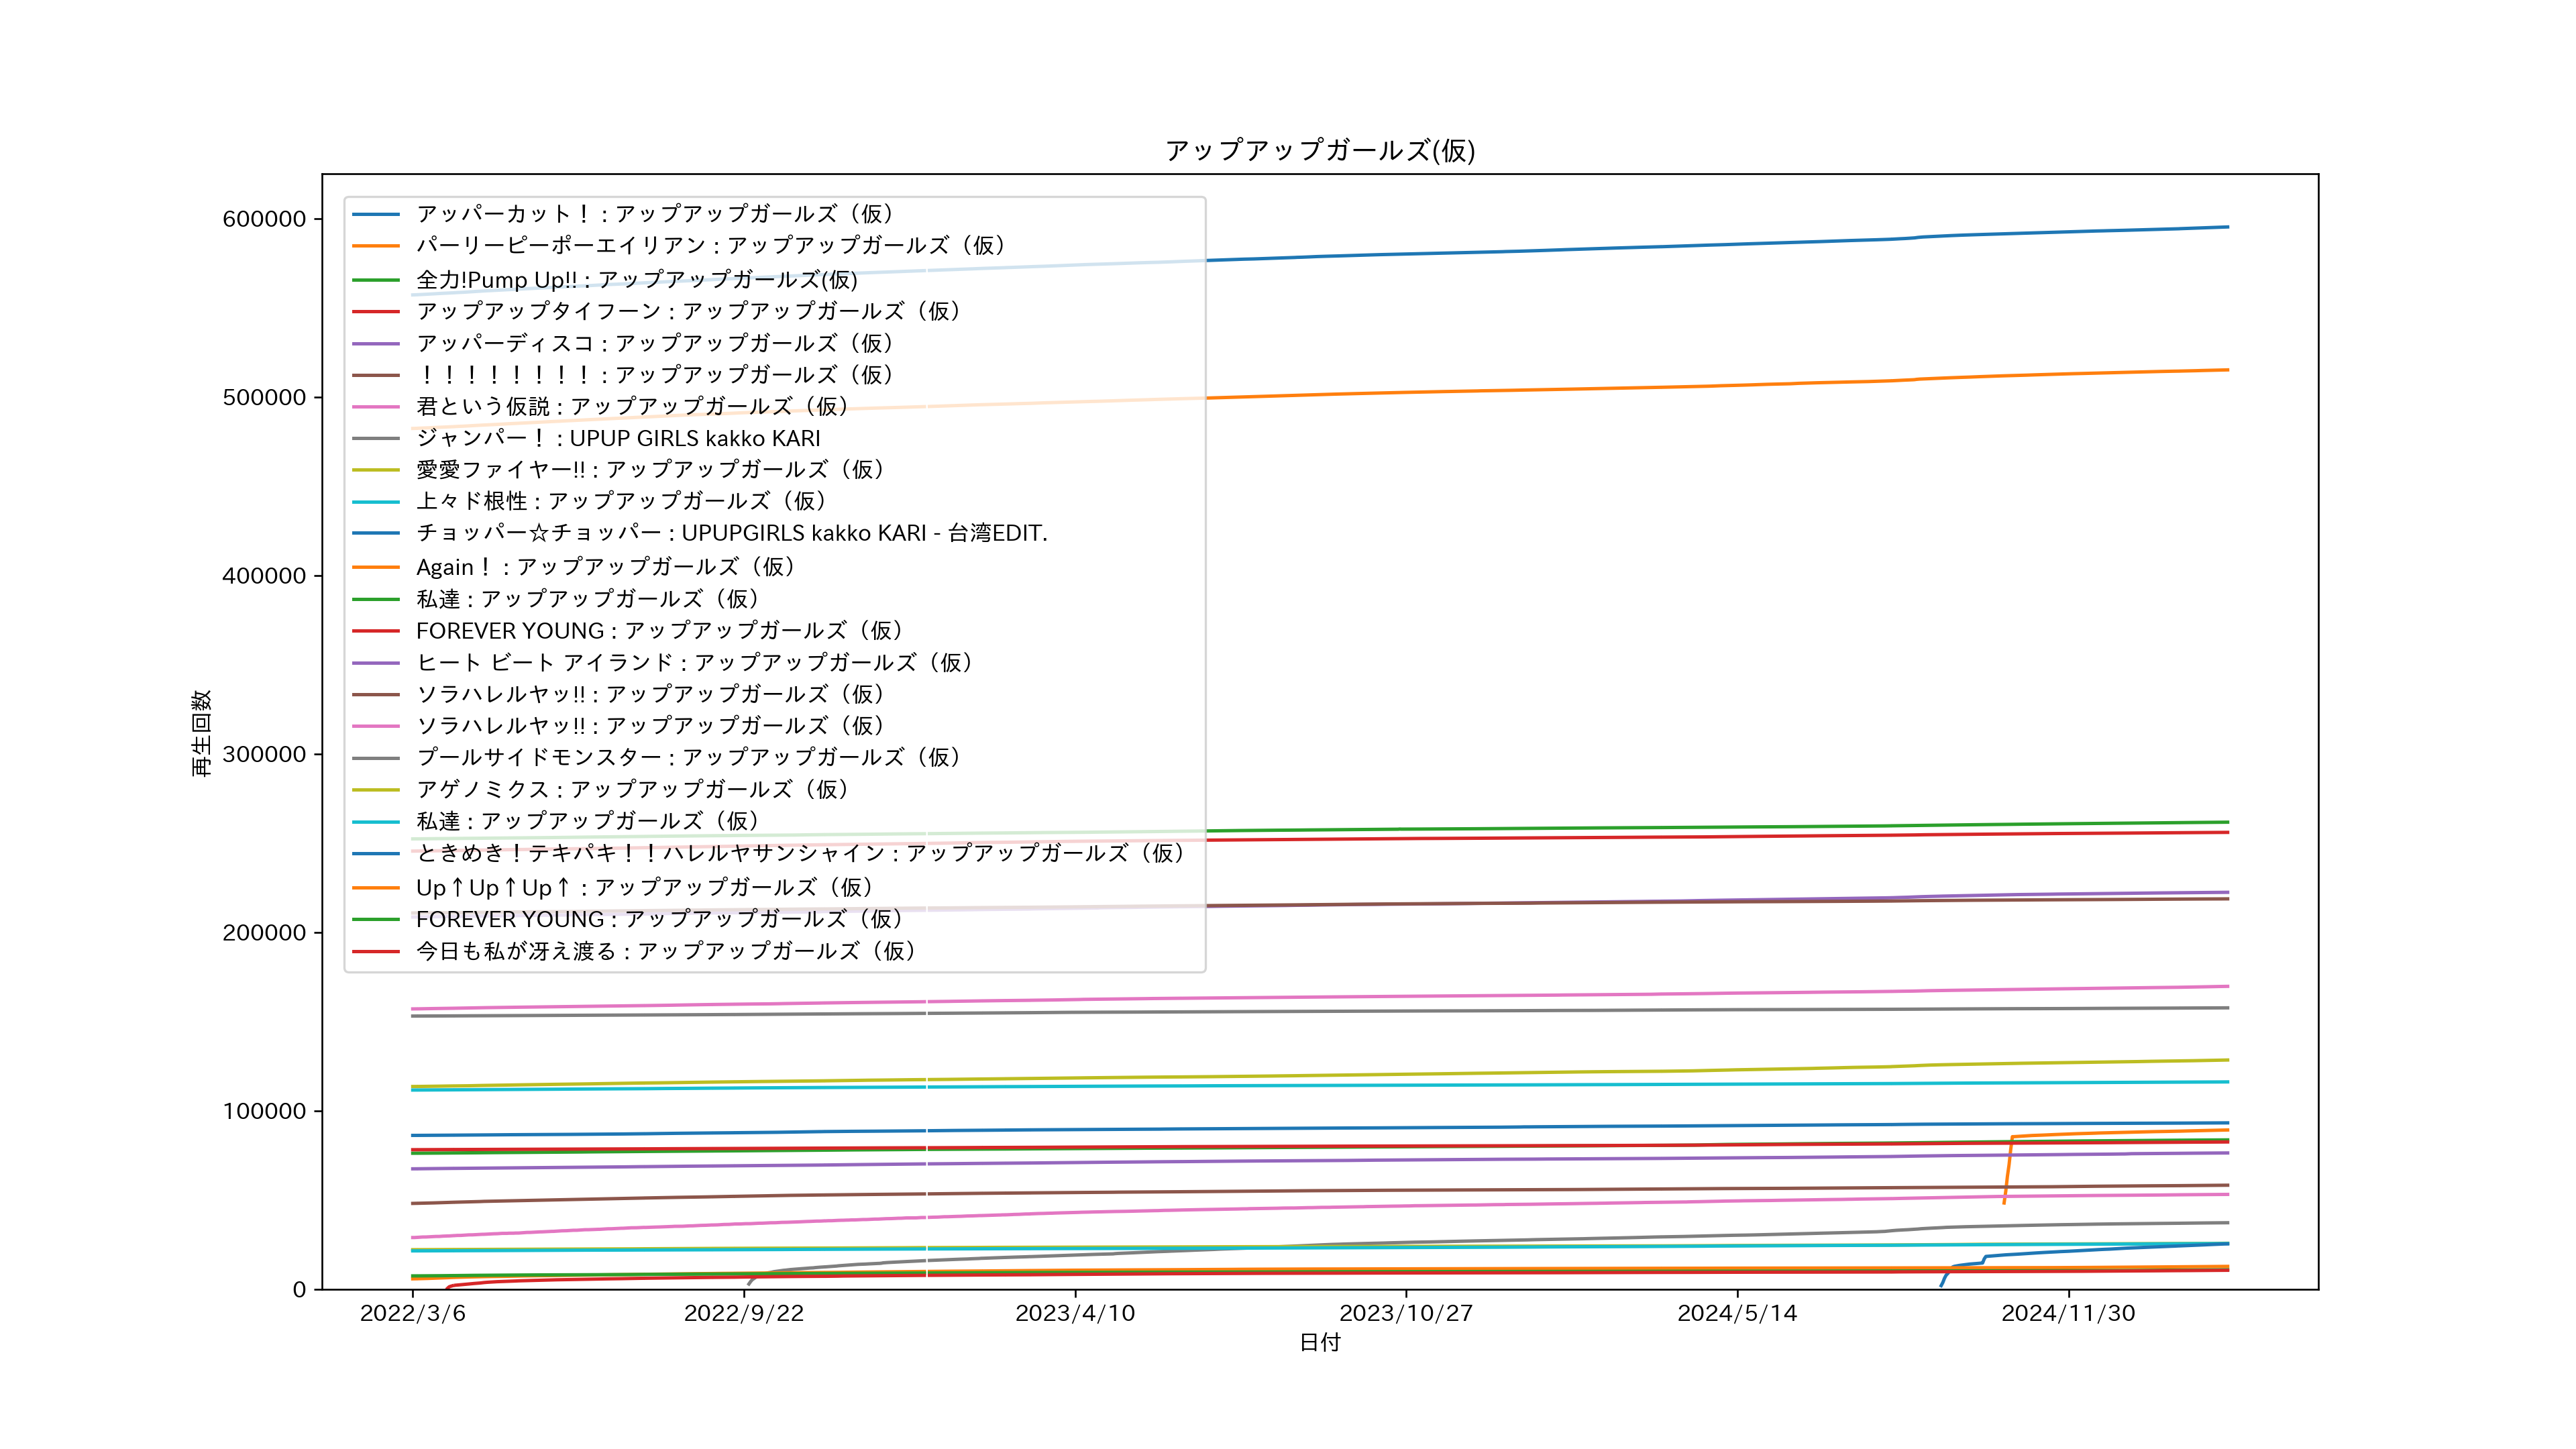 アップアップガールズ(仮)
600000
500000
400000
300000
200000
100000
0
再生回数
アッパーカット！ : アップアップガールズ（仮）
パーリーピーポーエイリアン : アップアップガールズ（仮）
全力!Pump Up!! : アップアップガールズ(仮)
アップアップタイフーン : アップアップガールズ（仮）
アッパーディスコ : アップアップガールズ（仮）
！！！！！！！！ : アップアップガールズ（仮）
君という仮説 : アップアップガールズ（仮）
ジャンパー！ : UPUP GIRLS kakko KARI
愛愛ファイヤー!! : アップアップガールズ（仮）
上々ド根性 : アップアップガールズ（仮）
チョッパー☆チョッパー : UPUPGIRLS kakko KARI - 台湾EDIT.
Again！ : アップアップガールズ（仮）
私達 : アップアップガールズ（仮）
FOREVER YOUNG : アップアップガールズ（仮）
ヒート ビート アイランド : アップアップガールズ（仮）
ソラハレルヤッ!! : アップアップガールズ（仮）
ソラハレルヤッ!! : アップアップガールズ（仮）
プールサイドモンスター : アップアップガールズ（仮）
アゲノミクス : アップアップガールズ（仮）
私達 : アップアップガールズ（仮）
ときめき！テキパキ！！ハレルヤサンシャイン : アップアップガールズ（仮）
Up↑Up↑Up↑ : アップアップガールズ（仮）
FOREVER YOUNG : アップアップガールズ（仮）
今日も私が冴え渡る : アップアップガールズ（仮）
2022/3/6
2022/9/22
2023/4/10
2023/10/27
2024/5/14
2024/11/30
日付